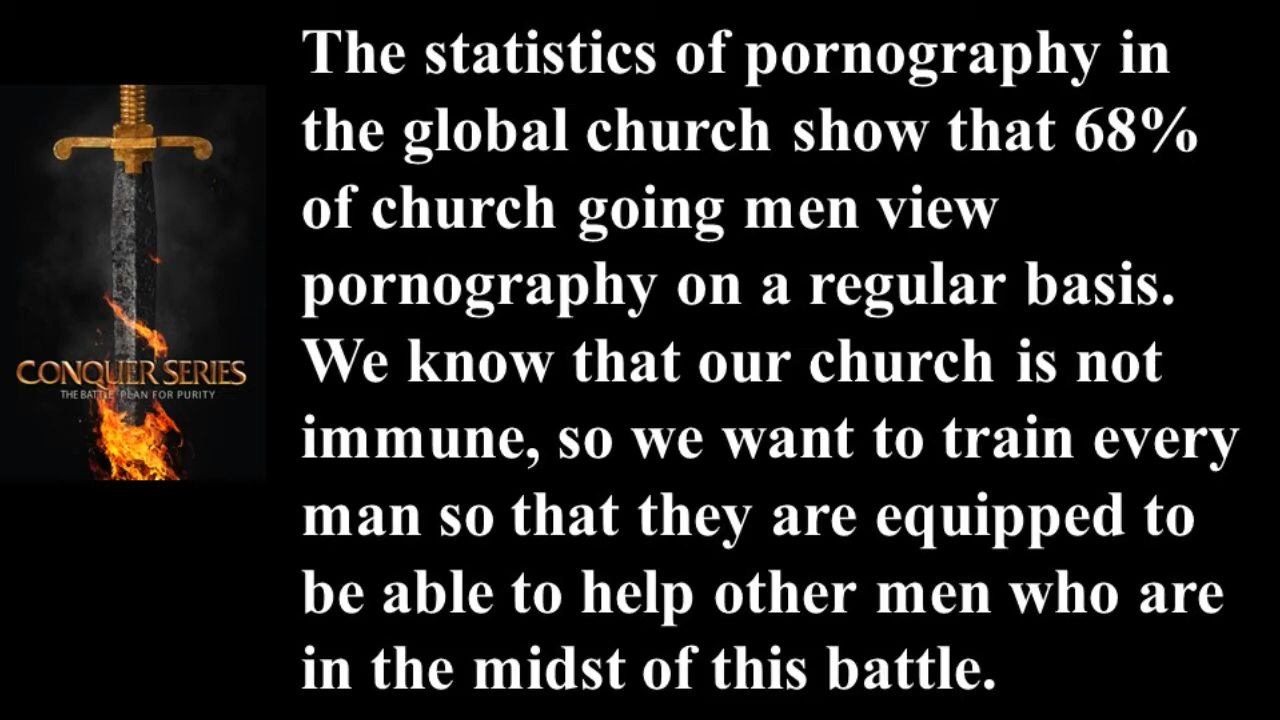 The statistics of pornography in
the global church show that 68%
of church going men view
pornography on a regular basis.
We know that our church is not
immune, so we want to train every
man so that they are equipped to
be able to help other men who are
in the midst of this battle.
CONQUER SERIES
THE BATTLE PLAN FOR PURITY